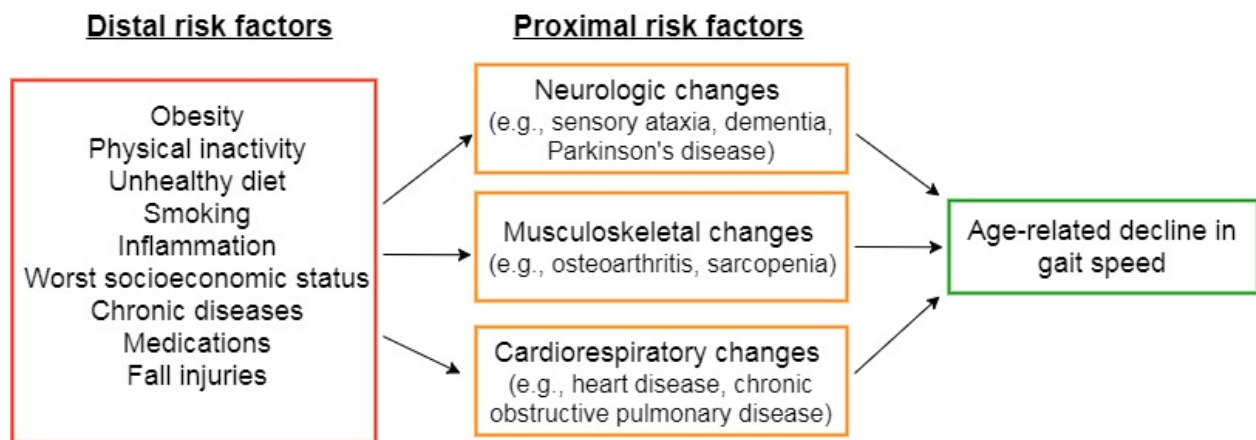 Distal risk factors
Proximal risk factors
Obesity
Physical inactivity
Unhealthy diet
Smoking
Inflammation
Worst socioeconomic status
Chronic diseases
Medications
Fall injuries
Neurologic changes
(e.g., sensory ataxia, dementia,
Parkinson's disease)
Musculoskeletal changes
(e.g., osteoarthritis, sarcopenia)
Cardiorespiratory changes
(e.g., heart disease, chronic
obstructive pulmonary disease)
Age-related decline in
gait speed